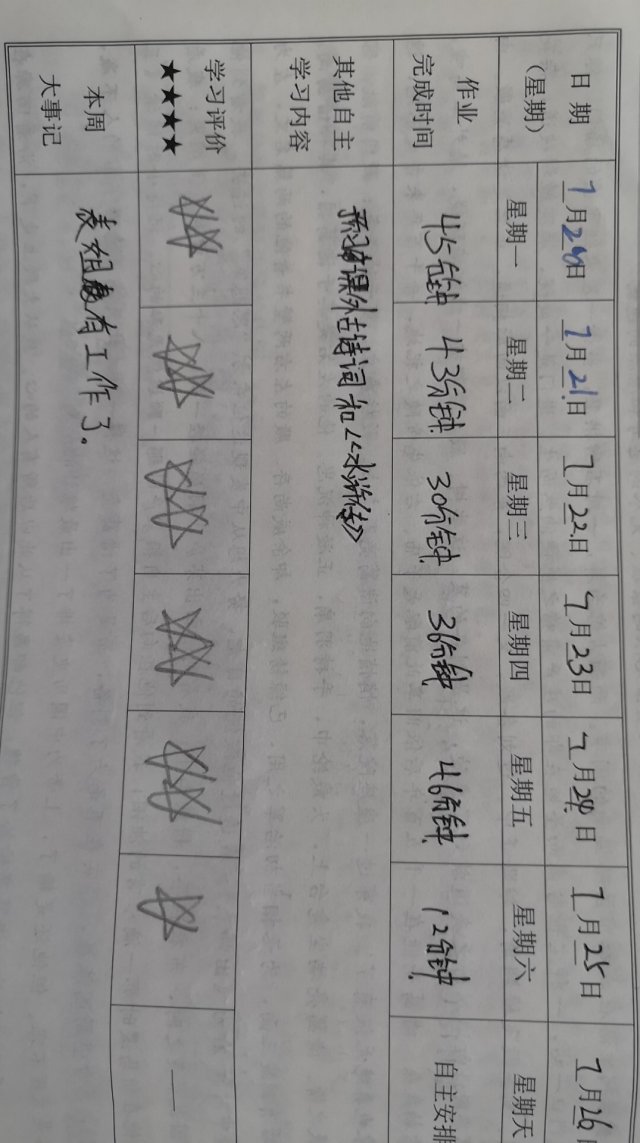 日期（星期） 7月20日 星期一 7月21日 星期二 7月22日 星期三 7月23日 星期四 7月24日 星期五 7月25日 星期六 7月26日 星期天
作业完成时间 45分钟 43分钟 30分钟 36分钟 46分钟 12分钟 自主安排
其他自主学习内容 预习课外古诗词和《水浒传》
学习评价 ★★★★ —
本周大事记 表姐有工作了.